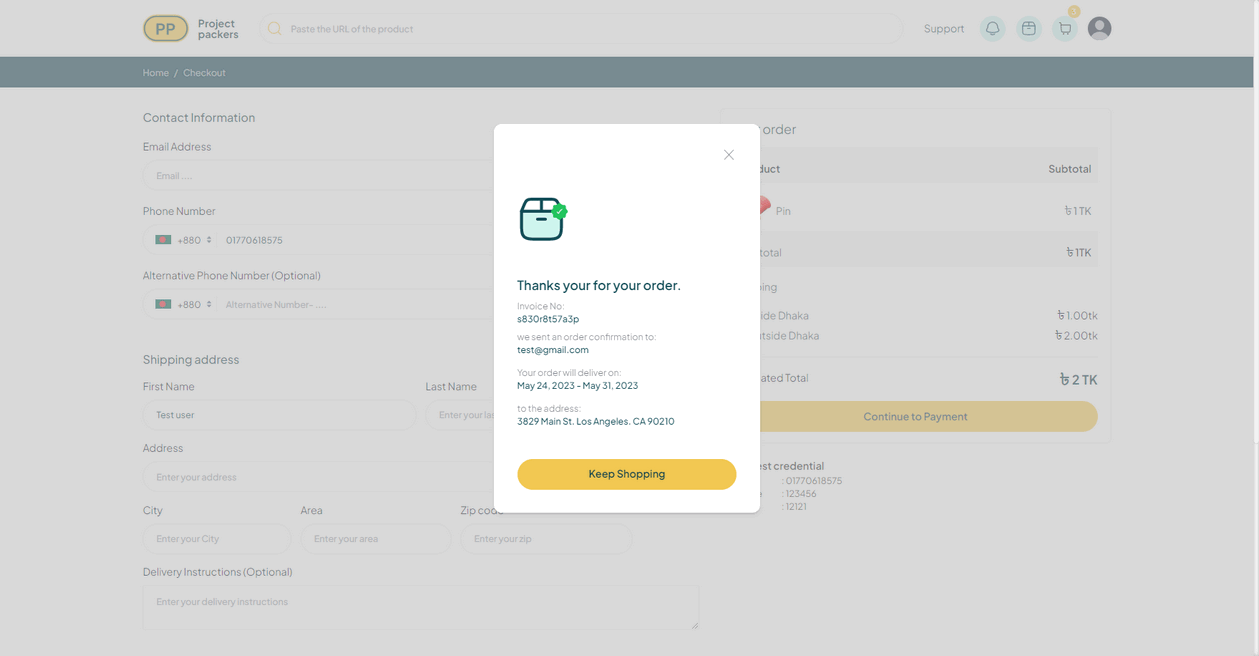 PP
Project
packers
Paste the URL of the product
Support
Home / Checkout
Contact Information
Email Address
Email ....
Phone Number
+880
01770618575
Alternative Phone Number (Optional)
+880
Alternative Number- ....
Shipping address
First Name
Last Name
Test user
Enter your las
Address
Enter your address
City
Area
Zip code
Enter your City
Enter your area
Enter your zip
Delivery Instructions (Optional)
Enter your delivery instructions
Thanks your for your order.
Invoice No:
s830r8t57a3p
we sent an order confirmation to:
test@gmail.com
Your order will deliver on:
May 24, 2023 - May 31, 2023
to the address:
3829 Main St. Los Angeles. CA 90210
Keep Shopping
order
duct
Subtotal
Pin
৳ 1 TK
total
৳ 1TK
ping
ide Dhaka
৳ 1.00tk
tside Dhaka
৳ 2.00tk
ated Total
৳ 2 TK
Continue to Payment
est credential
: 01770618575
: 123456
: 12121